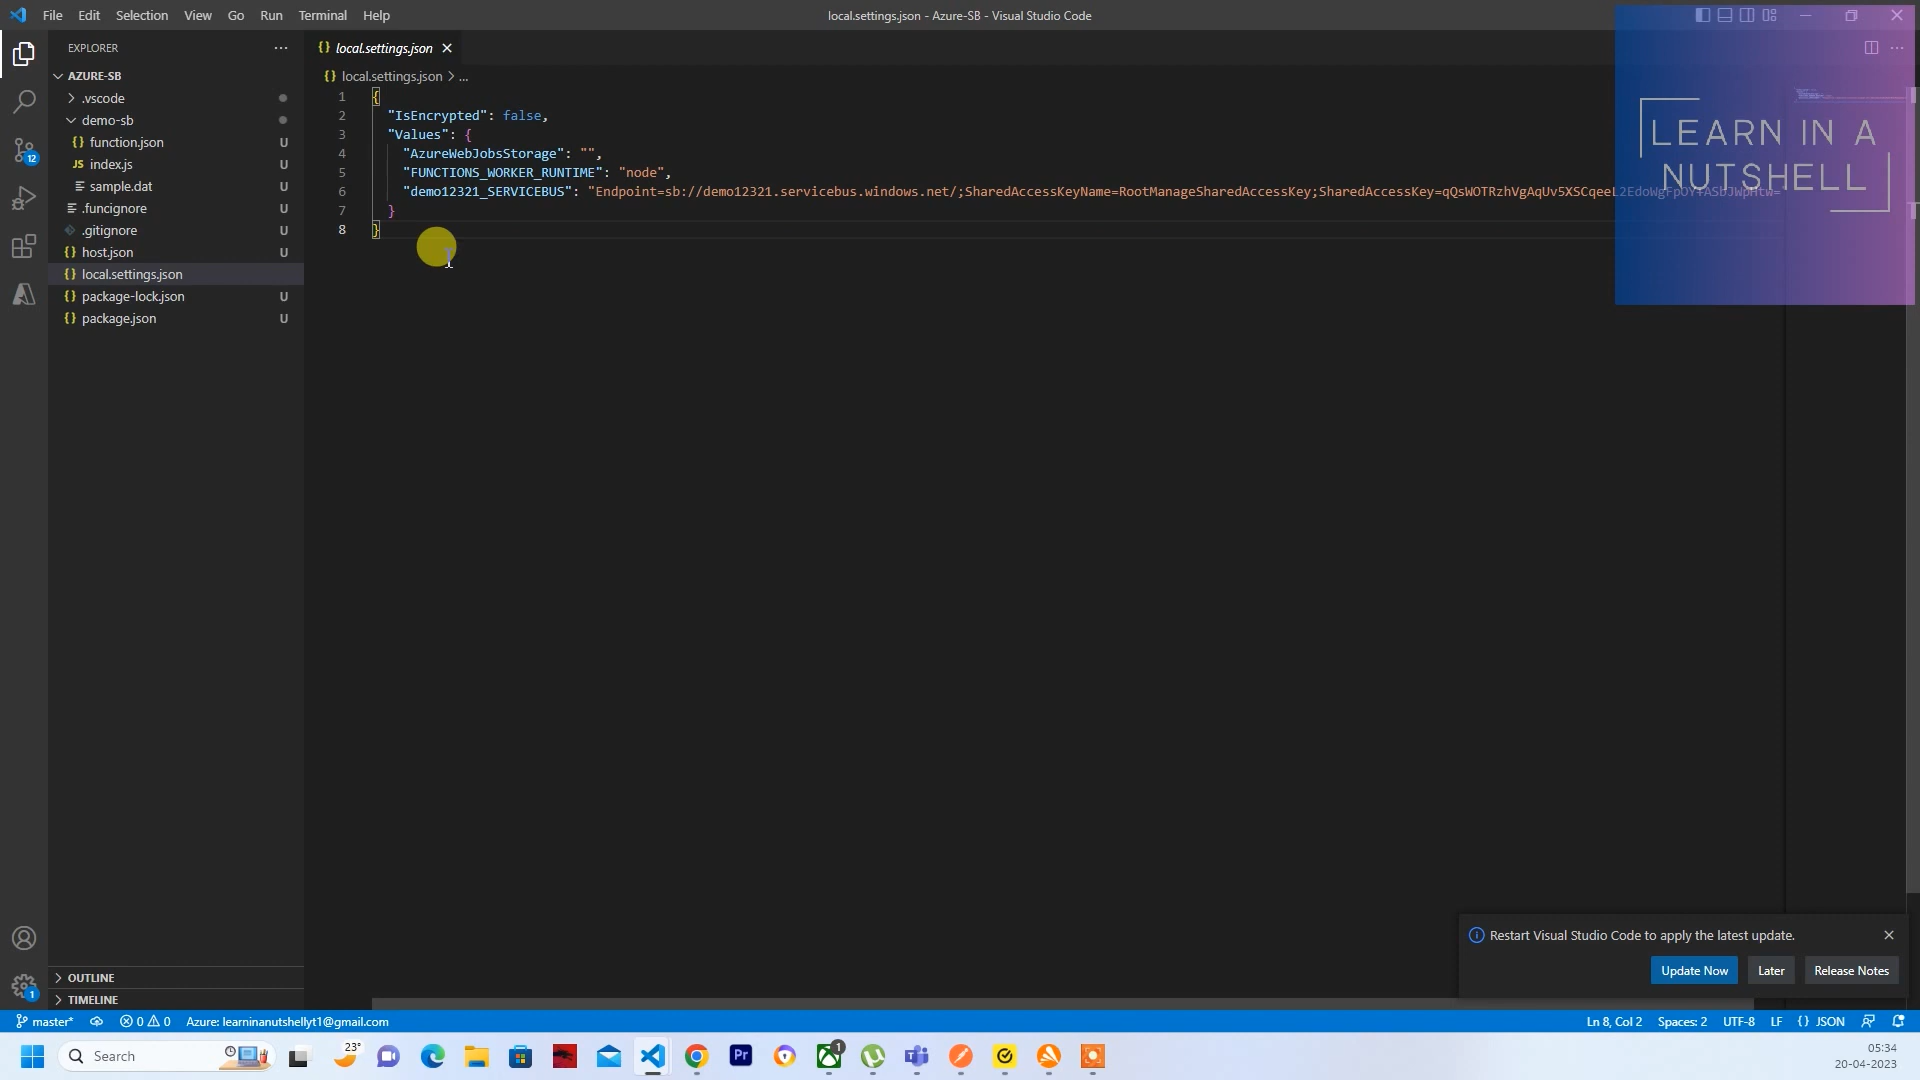 File Edit Selection View Go Run Terminal Help
local.settings.json - Azure-SB - Visual Studio Code
EXPLORER
AZURE-SB
.vscode
demo-sb
function.json U
JS index.js U
sample.dat U
.funcignore U
.gitignore U
host.json U
local.settings.json
package-lock.json U
package.json U
OUTLINE
TIMELINE
12
1
local.settings.json
local.settings.json > ...
1 {
2 "IsEncrypted": false,
3 "Values": {
4 "AzureWebJobsStorage": "",
5 "FUNCTIONS_WORKER_RUNTIME": "node",
6 "demo12321_SERVICEBUS": "Endpoint=sb://demo12321.servicebus.windows.net/;SharedAccessKeyName=RootManageSharedAccessKey;SharedAccessKey=
7 }
8 }
LEARN IN A
NUTSHELL
Restart Visual Studio Code to apply the latest update.
Update Now Later Release Notes
master* 0 0 Azure: learninanutshellyt1@gmail.com
Ln 8, Col 2 Spaces: 2 UTF-8 LF {} JSON
Search
23°
Pr
1
05:34
20-04-2023